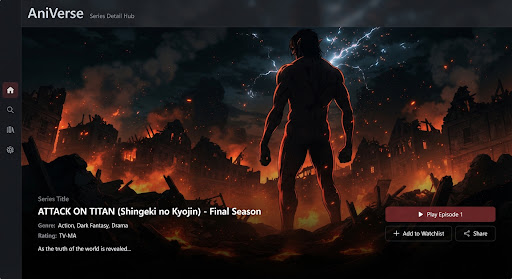 AniVerse Series Detail Hub
Series Title
ATTACK ON TITAN (Shingeki no Kyojin) - Final Season
Genre: Action, Dark Fantasy, Drama
Rating: TV-MA
As the truth of the world is revealed...
Play Episode 1
Add to Watchlist
Share